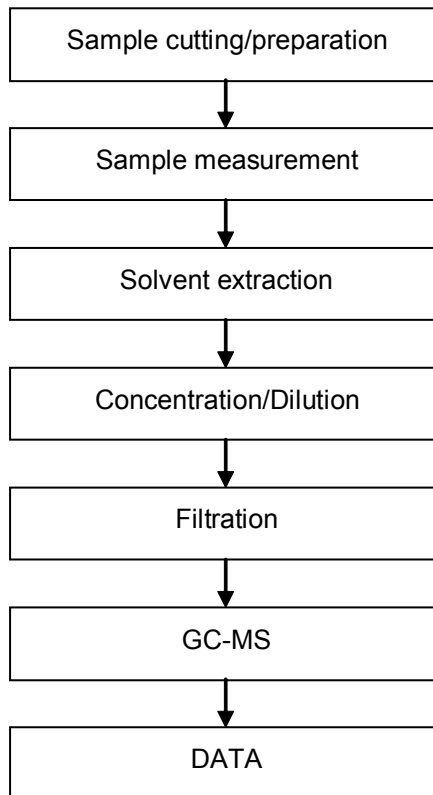 Sample cutting/preparation
Sample measurement
Solvent extraction
Concentration/Dilution
Filtration
GC-MS
DATA